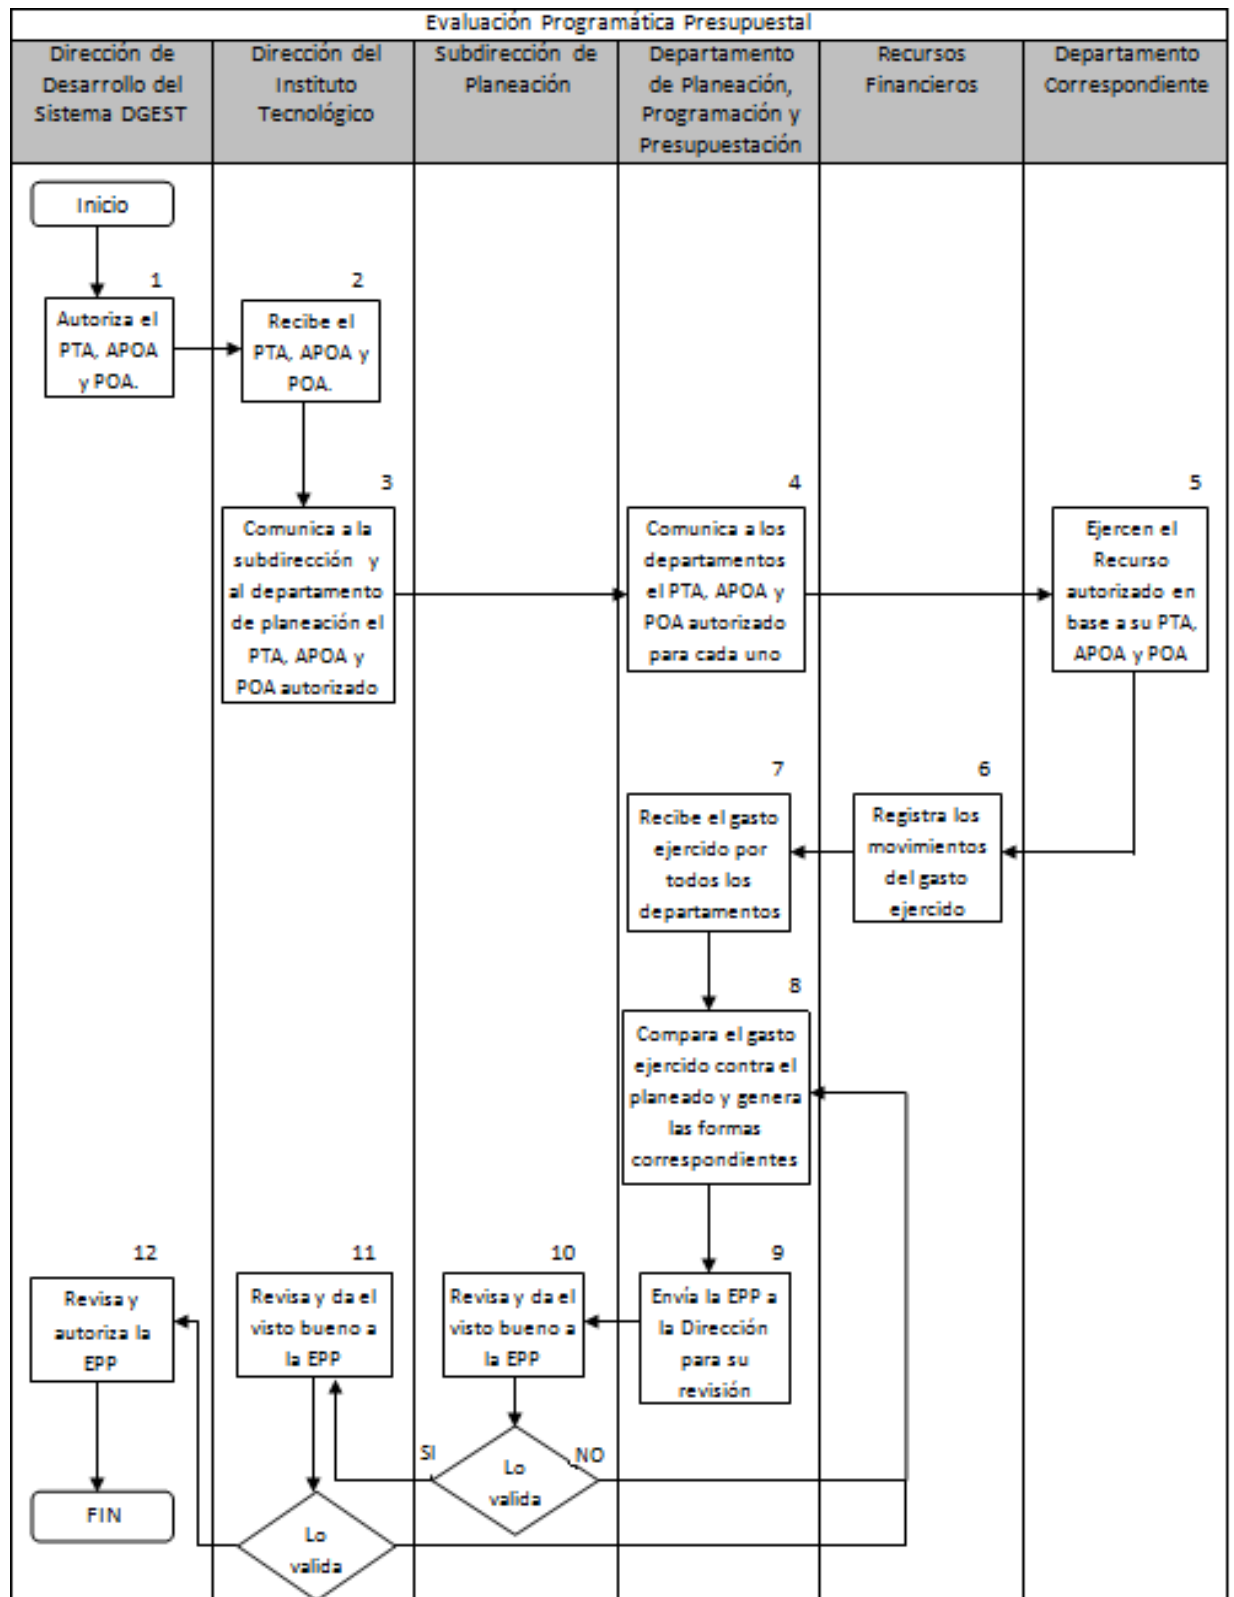 Evaluación Programática Presupuestal
Dirección de
Desarrollo del
Sistema DGEST
Dirección del
Instituto
Tecnológico
Subdirección de
Planeación
Departamento
de Planeación,
Programación y
Presupuestación
Recursos
Financieros
Departamento
Correspondiente
Inicio
1
Autoriza el
PTA, APOA
y POA.
2
Recibe el
PTA, APOA y
POA.
3
Comunica a la
subdirección y
al departamento
de planeación el
PTA, APOA y
POA autorizado
4
Comunica a los
departamentos
el PTA, APOA y
POA autorizado
para cada uno
5
Ejercen el
Recurso
autorizado en
base a su PTA,
APOA y POA
6
Registra los
movimientos
del gasto
ejercido
7
Recibe el gasto
ejercido por
todos los
departamentos
8
Compara el gasto
ejercido contra el
planeado y genera
las formas
correspondientes
9
Envía la EPP a
la Dirección
para su
revisión
10
Revisa y da el
visto bueno a
la EPP
SI
NO
Lo
valida
11
Revisa y da el
visto bueno a
la EPP
Lo
valida
12
Revisa y
autoriza la
EPP
FIN